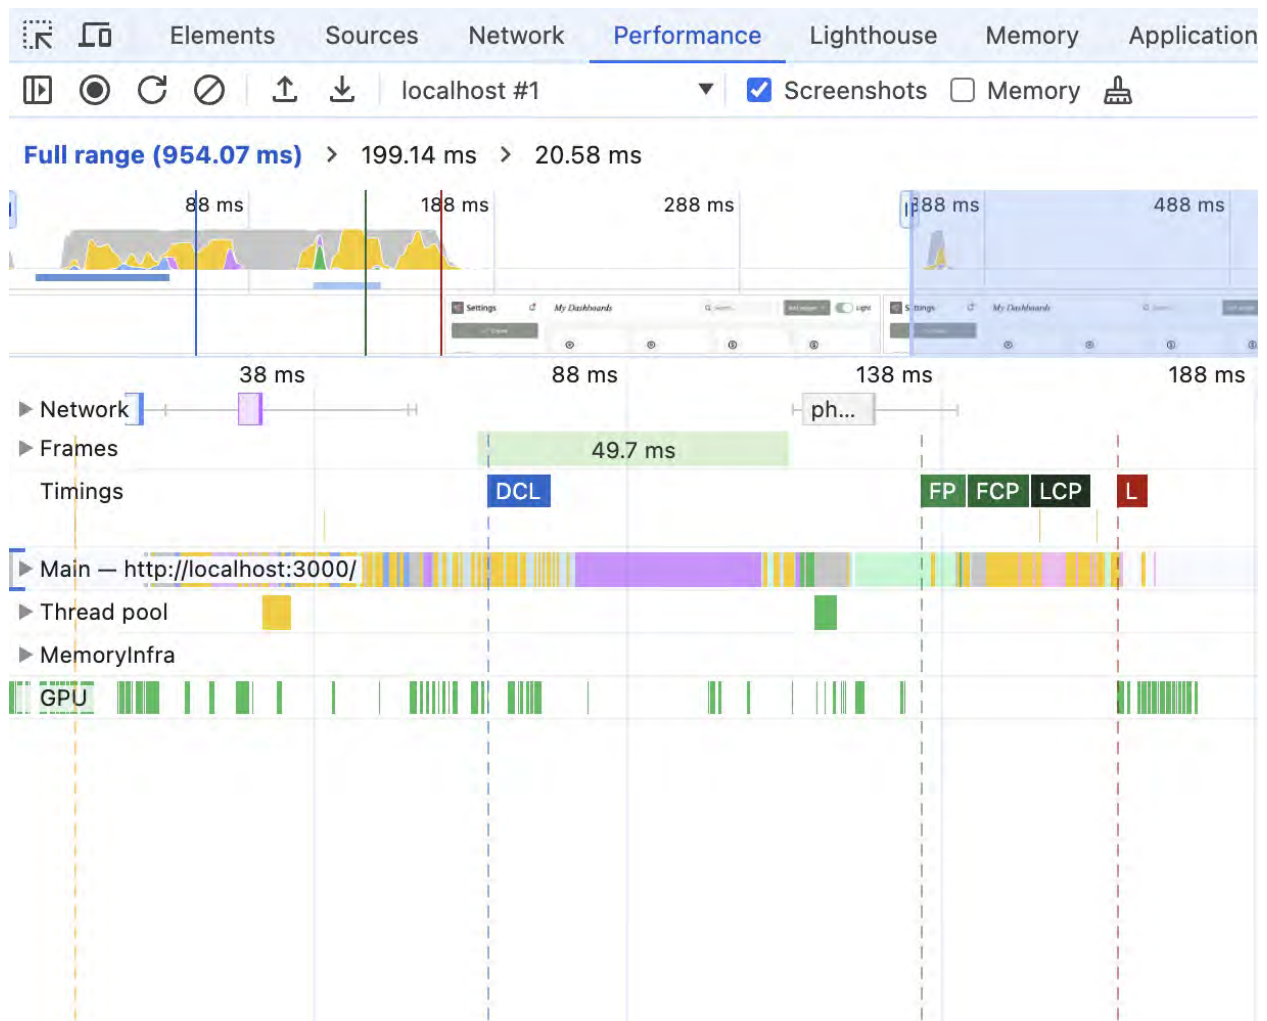 Elements Sources Network Performance Lighthouse Memory Application
localhost #1 Screenshots Memory
Full range (954.07 ms) > 199.14 ms > 20.58 ms
88 ms 188 ms 288 ms 388 ms 488 ms
Settings My Dashboards Light Settings My Dashboards
38 ms 88 ms 138 ms 188 ms
Network ph...
Frames 49.7 ms
Timings DCL FP FCP LCP L
Main — http://localhost:3000/
Thread pool
MemoryInfra
GPU